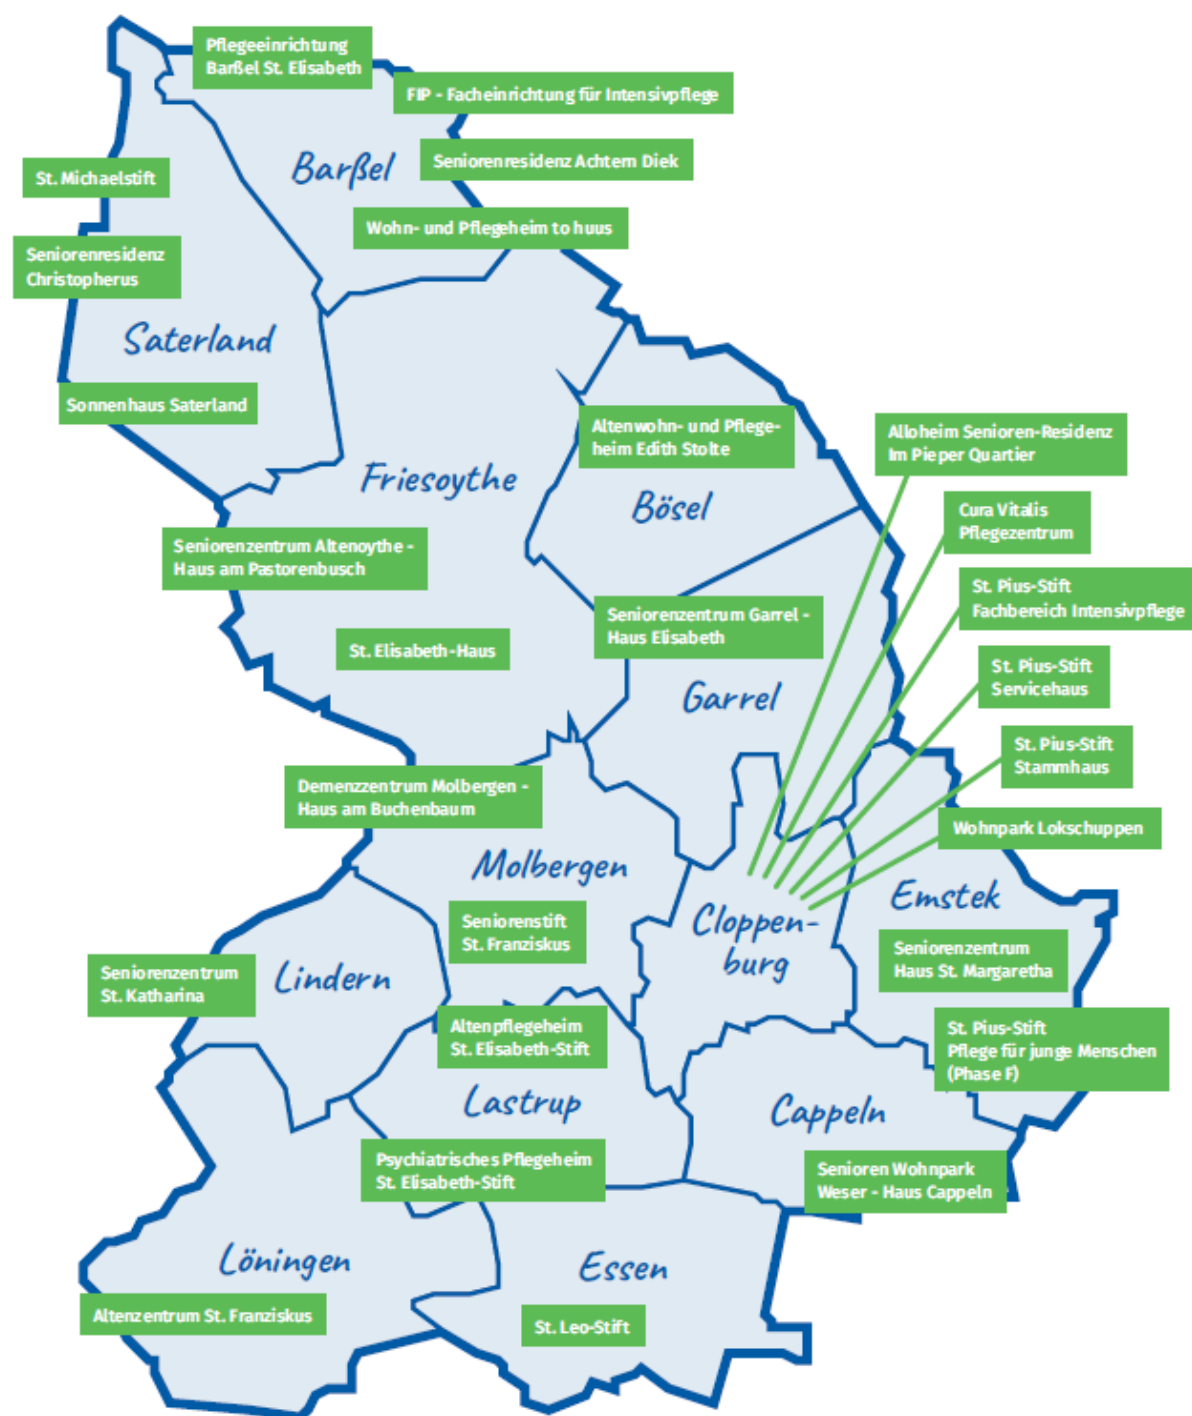 Pflegeeinrichtung
Barßel St. Elisabeth
FIP - Facheinrichtung für Intensivpflege
Barßel
Seniorenresidenz Achtern Diek
St. Michaelstift
Wohn- und Pflegeheim to huus
Seniorenresidenz
Christopherus
Saterland
Sonnenhaus Saterland
Altenwohn- und Pflege-
heim Edith Stolte
Alloheim Senioren-Residenz
Im Pieper Quartier
Friesoythe
Bösel
Cura Vitalis
Pflegezentrum
Seniorenzentrum Altenoythe -
Haus am Pastorenbusch
St. Pius-Stift
Fachbereich Intensivpflege
Seniorenzentrum Garrel -
Haus Elisabeth
St. Elisabeth-Haus
St. Pius-Stift
Servicehaus
Garrel
St. Pius-Stift
Stammhaus
Demenzzentrum Molbergen -
Haus am Buchenbaum
Wohnpark Lokschuppen
Molbergen
Emstek
Seniorenstift
St. Franziskus
Cloppen-
burg
Seniorenzentrum
Haus St. Margaretha
Seniorenzentrum
St. Katharina
Lindern
Altenpflegeheim
St. Elisabeth-Stift
St. Pius-Stift
Pflege für junge Menschen
(Phase F)
Lastrup
Cappeln
Psychiatrisches Pflegeheim
St. Elisabeth-Stift
Senioren Wohnpark
Weser - Haus Cappeln
Löningen
Essen
Altenzentrum St. Franziskus
St. Leo-Stift